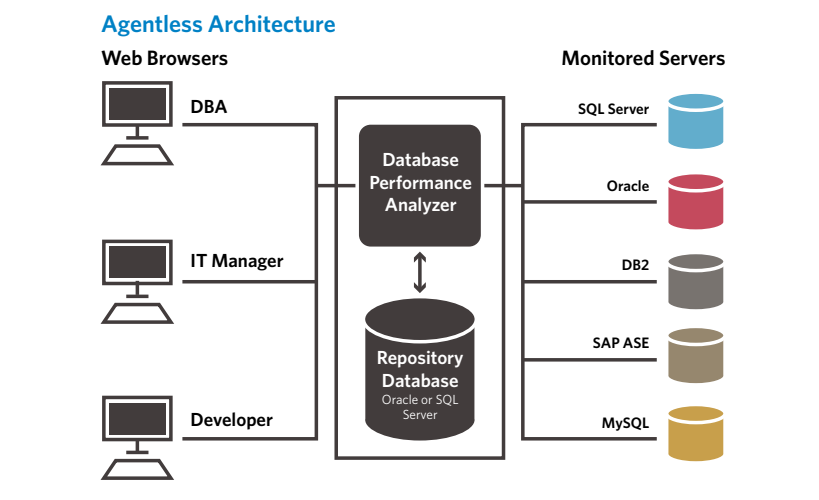 Agentless Architecture
Web Browsers
Monitored Servers
DBA
IT Manager
Developer
Database
Performance
Analyzer
Repository
Database
Oracle or SQL
Server
SQL Server
Oracle
DB2
SAP ASE
MySQL